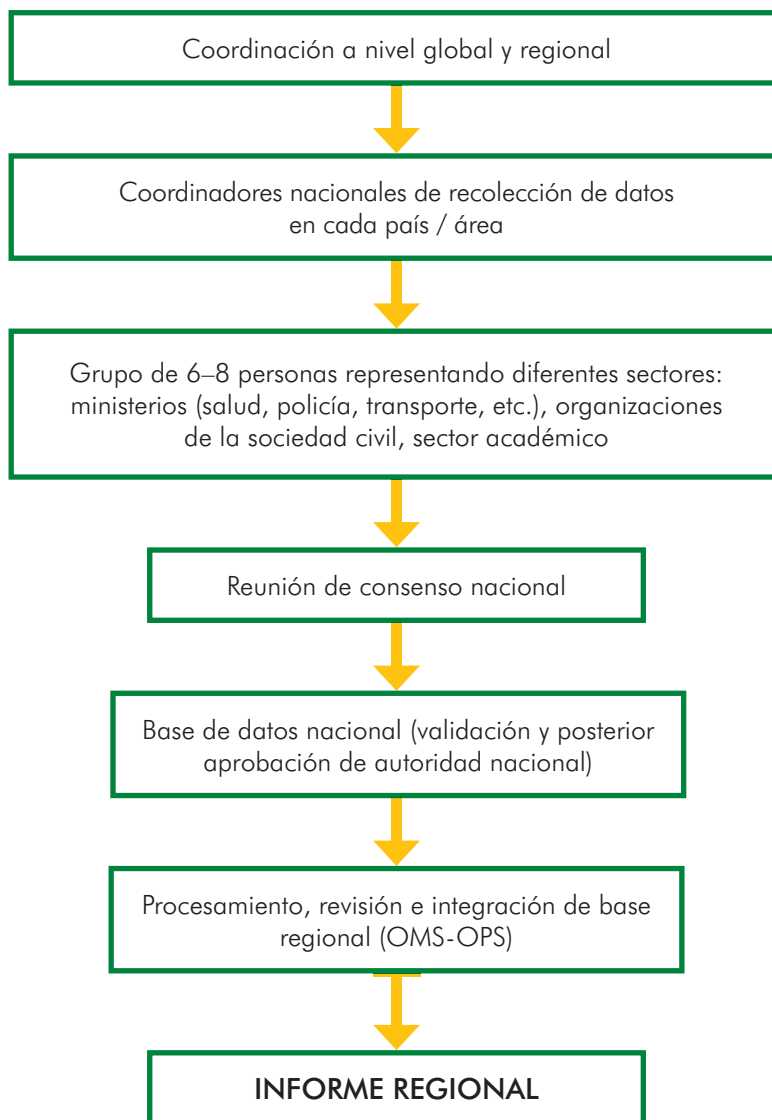 Coordinación a nivel global y regional
Coordinadores nacionales de recolección de datos
en cada país / área
Grupo de 6–8 personas representando diferentes sectores:
ministerios (salud, policía, transporte, etc.), organizaciones
de la sociedad civil, sector académico
Reunión de consenso nacional
Base de datos nacional (validación y posterior
aprobación de autoridad nacional)
Procesamiento, revisión e integración de base
regional (OMS-OPS)
INFORME REGIONAL